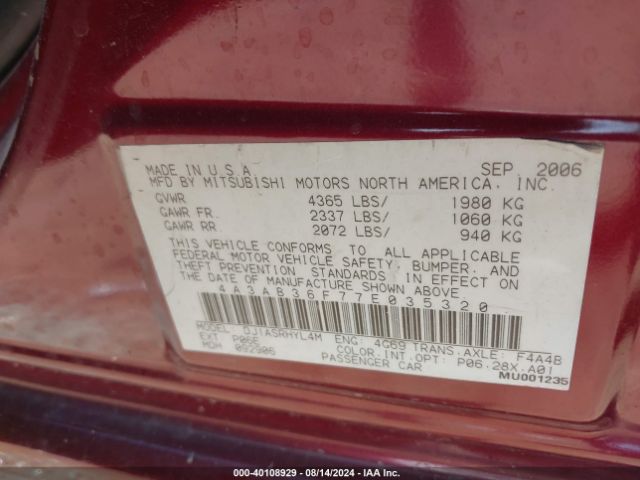 MADE IN U.S.A. SEP 2006
MFD BY MITSUBISHI MOTORS NORTH AMERICA, INC.
GVWR 4365 LBS/ 1980 KG
GAWR FR. 2337 LBS/ 1060 KG
GAWR RR. 2072 LBS/ 940 KG
THIS VEHICLE CONFORMS TO ALL APPLICABLE
FEDERAL MOTOR VEHICLE SAFETY, BUMPER, AND
THEFT PREVENTION STANDARDS IN EFFECT ON
THE DATE OF MANUFACTURE SHOWN ABOVE
4A3AB36F77E035320
MODEL: DJ1ASRHYL4M ENG: 4G69 TRANS.AXLE: F4A4B
EXT P06E COLOR.INT.OPT: P06.28X.A01
MDH 092906 PASSENGER CAR
MU001235
000-40108929 - 08/14/2024 - IAA Inc.